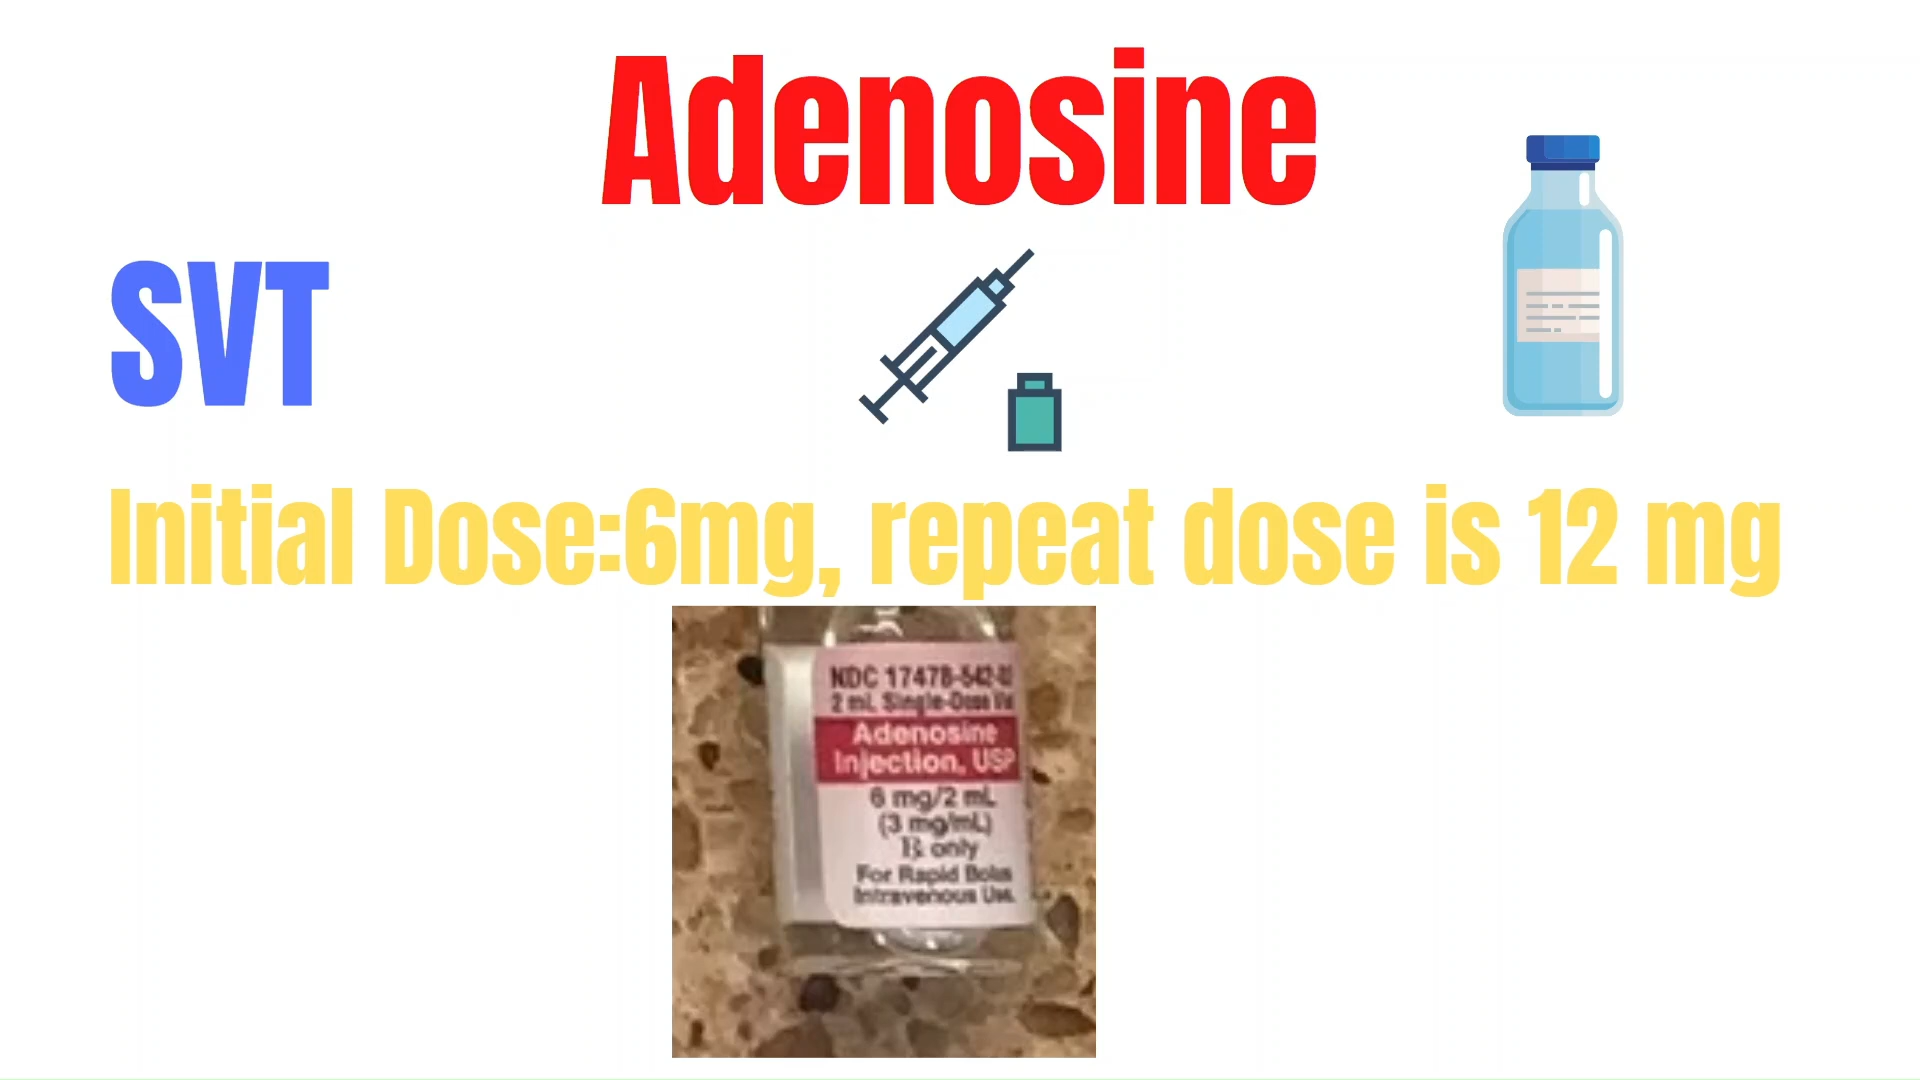 Adenosine
SVT
Initial Dose:6mg, repeat dose is 12 mg
NDC 17478-542-02
2 mL Single-Dose
Adenosine
Injection, USP
6 mg/2 mL
(3 mg/mL)
℞ only
For Rapid Bolus
Intravenous Use.